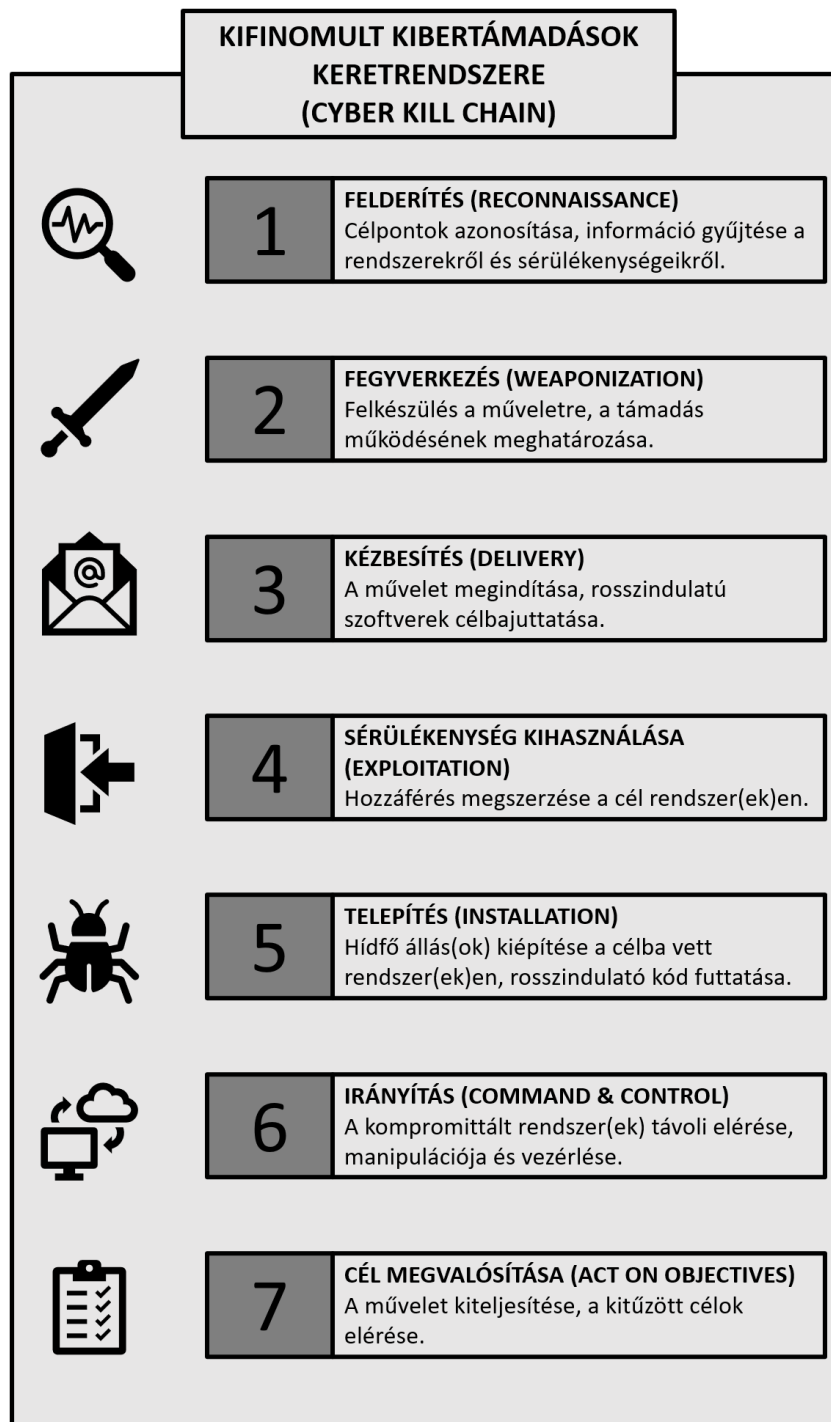 KIFINOMULT KIBERTÁMADÁSOK
KERETRENDSZERE
(CYBER KILL CHAIN)
1
FELDERÍTÉS (RECONNAISSANCE)
Célpontok azonosítása, információ gyűjtése a
rendszerekről és sérülékenységeikről.
2
FEGYVERKEZÉS (WEAPONIZATION)
Felkészülés a műveletre, a támadás
működésének meghatározása.
@
3
KÉZBESÍTÉS (DELIVERY)
A művelet megindítása, rosszindulatú
szoftverek célbajuttatása.
4
SÉRÜLÉKENYSÉG KIHASZNÁLÁSA
(EXPLOITATION)
Hozzáférés megszerzése a cél rendszer(ek)en.
5
TELEPÍTÉS (INSTALLATION)
Hídfő állás(ok) kiépítése a célba vett
rendszer(ek)en, rosszindulató kód futtatása.
6
IRÁNYÍTÁS (COMMAND & CONTROL)
A kompromittált rendszer(ek) távoli elérése,
manipulációja és vezérlése.
7
CÉL MEGVALÓSÍTÁSA (ACT ON OBJECTIVES)
A művelet kiteljesítése, a kitűzött célok
elérése.